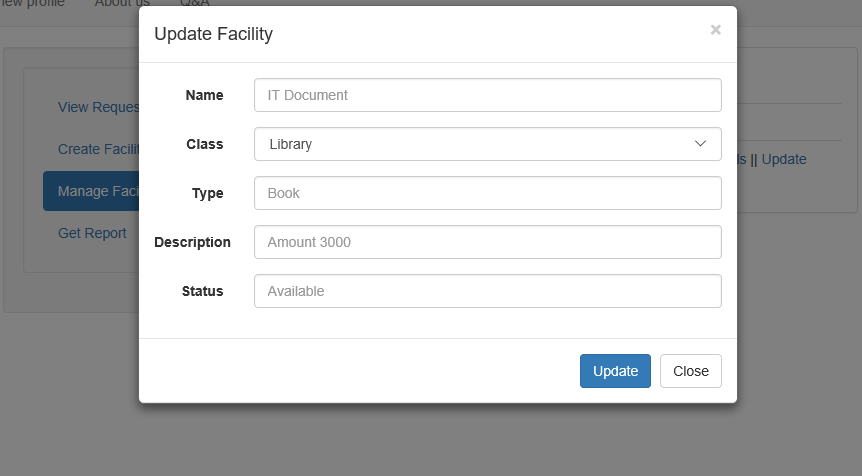 iew profile About us Q&A
Update Facility ×
Name IT Document
Class Library
Type Book
Description Amount 3000
Status Available
Update Close
View Reques
Create Facilit
Manage Faci
Get Report
ls || Update